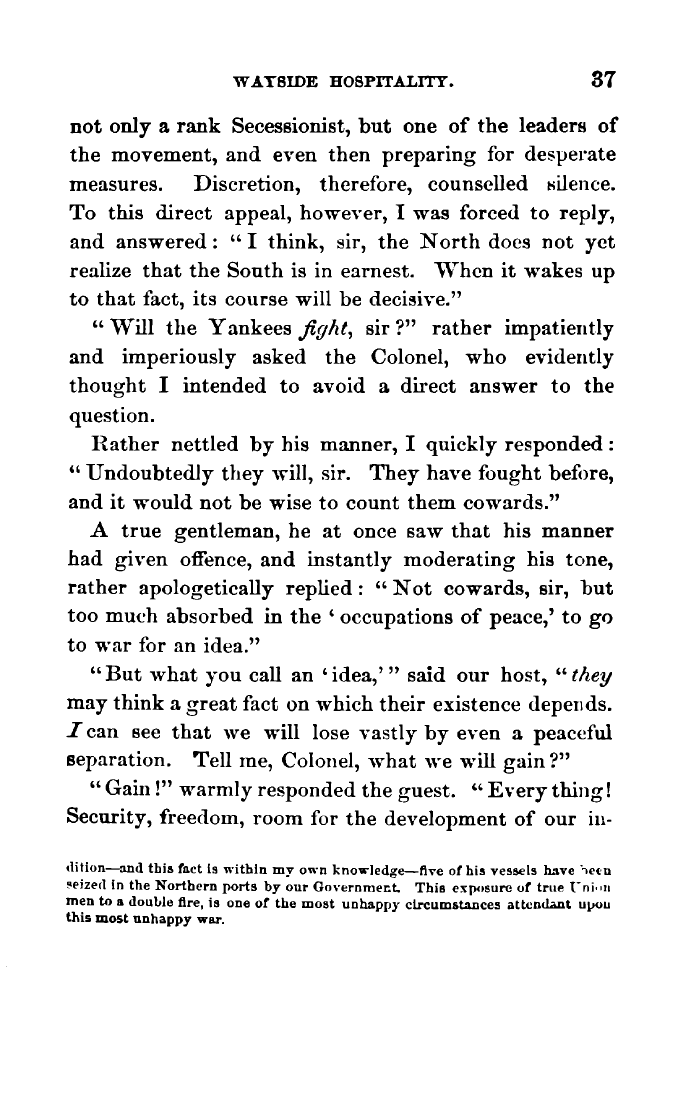 WAYSIDE HOSPITALITY. 37
not only a rank Secessionist, but one of the leaders of
the movement, and even then preparing for desperate
measures. Discretion, therefore, counselled silence.
To this direct appeal, however, I was forced to reply,
and answered: “I think, sir, the North does not yet
realize that the South is in earnest. When it wakes up
to that fact, its course will be decisive.”
“Will the Yankees fight, sir?” rather impatiently
and imperiously asked the Colonel, who evidently
thought I intended to avoid a direct answer to the
question.
Rather nettled by his manner, I quickly responded:
“Undoubtedly they will, sir. They have fought before,
and it would not be wise to count them cowards.”
A true gentleman, he at once saw that his manner
had given offence, and instantly moderating his tone,
rather apologetically replied: “Not cowards, sir, but
too much absorbed in the ‘occupations of peace,’ to go
to war for an idea.”
“But what you call an ‘idea,’” said our host, “they
may think a great fact on which their existence depends.
I can see that we will lose vastly by even a peaceful
separation. Tell me, Colonel, what we will gain?”
“Gain!” warmly responded the guest. “Every thing!
Security, freedom, room for the development of our in-
dition—and this fact is within my own knowledge—five of his vessels have been
seized in the Northern ports by our Government. This exposure of true Union
men to a double fire, is one of the most unhappy circumstances attendant upon
this most unhappy war.